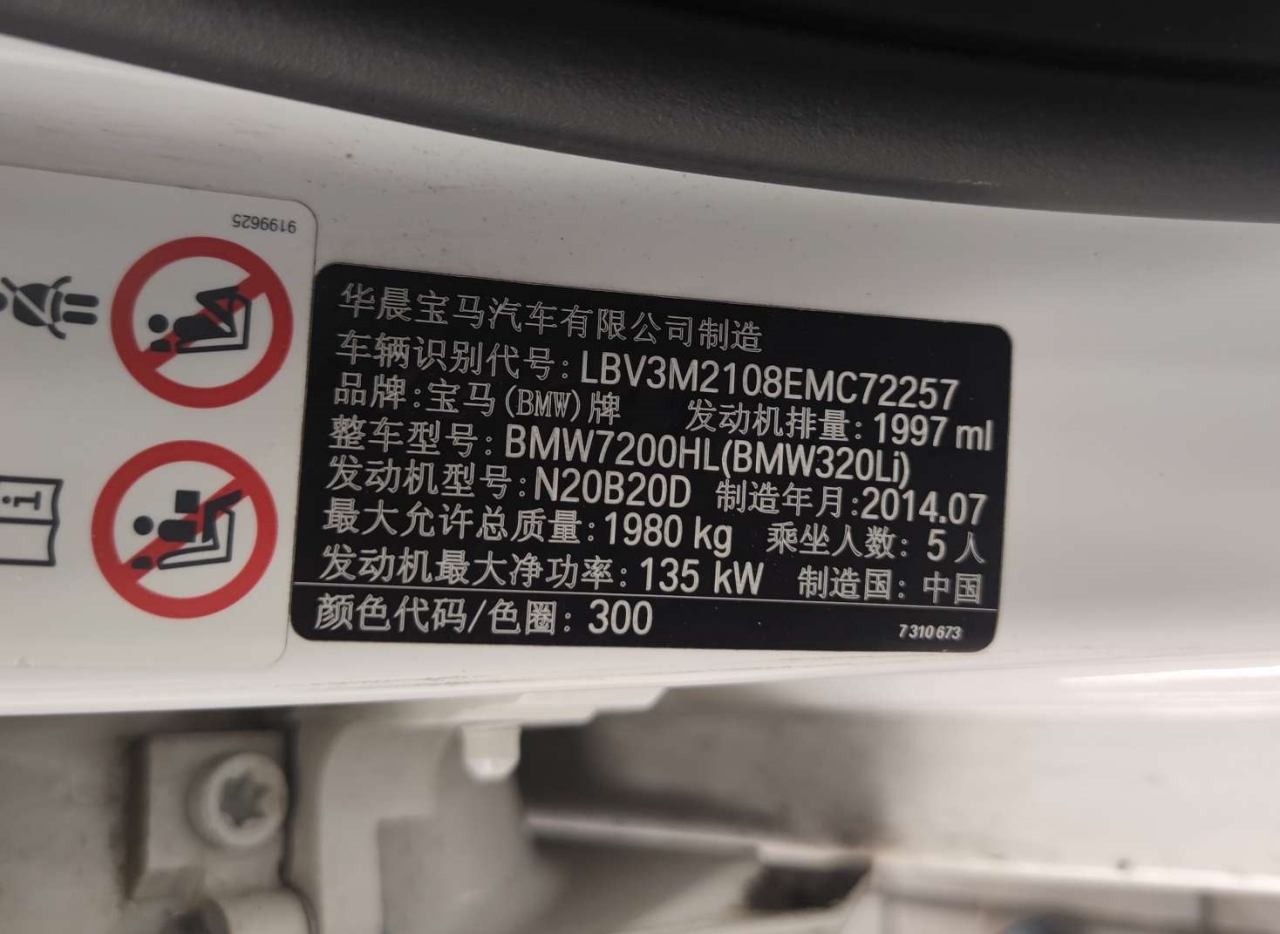 9199625
华晨宝马汽车有限公司制造
车辆识别代号: LBV3M2108EMC72257
品牌: 宝马(BMW)牌 发动机排量: 1997 ml
整车型号: BMW7200HL(BMW320Li)
发动机型号: N20B20D 制造年月: 2014.07
最大允许总质量: 1980 kg 乘坐人数: 5 人
发动机最大净功率: 135 kW 制造国: 中国
颜色代码/色圈: 300
7 310 673